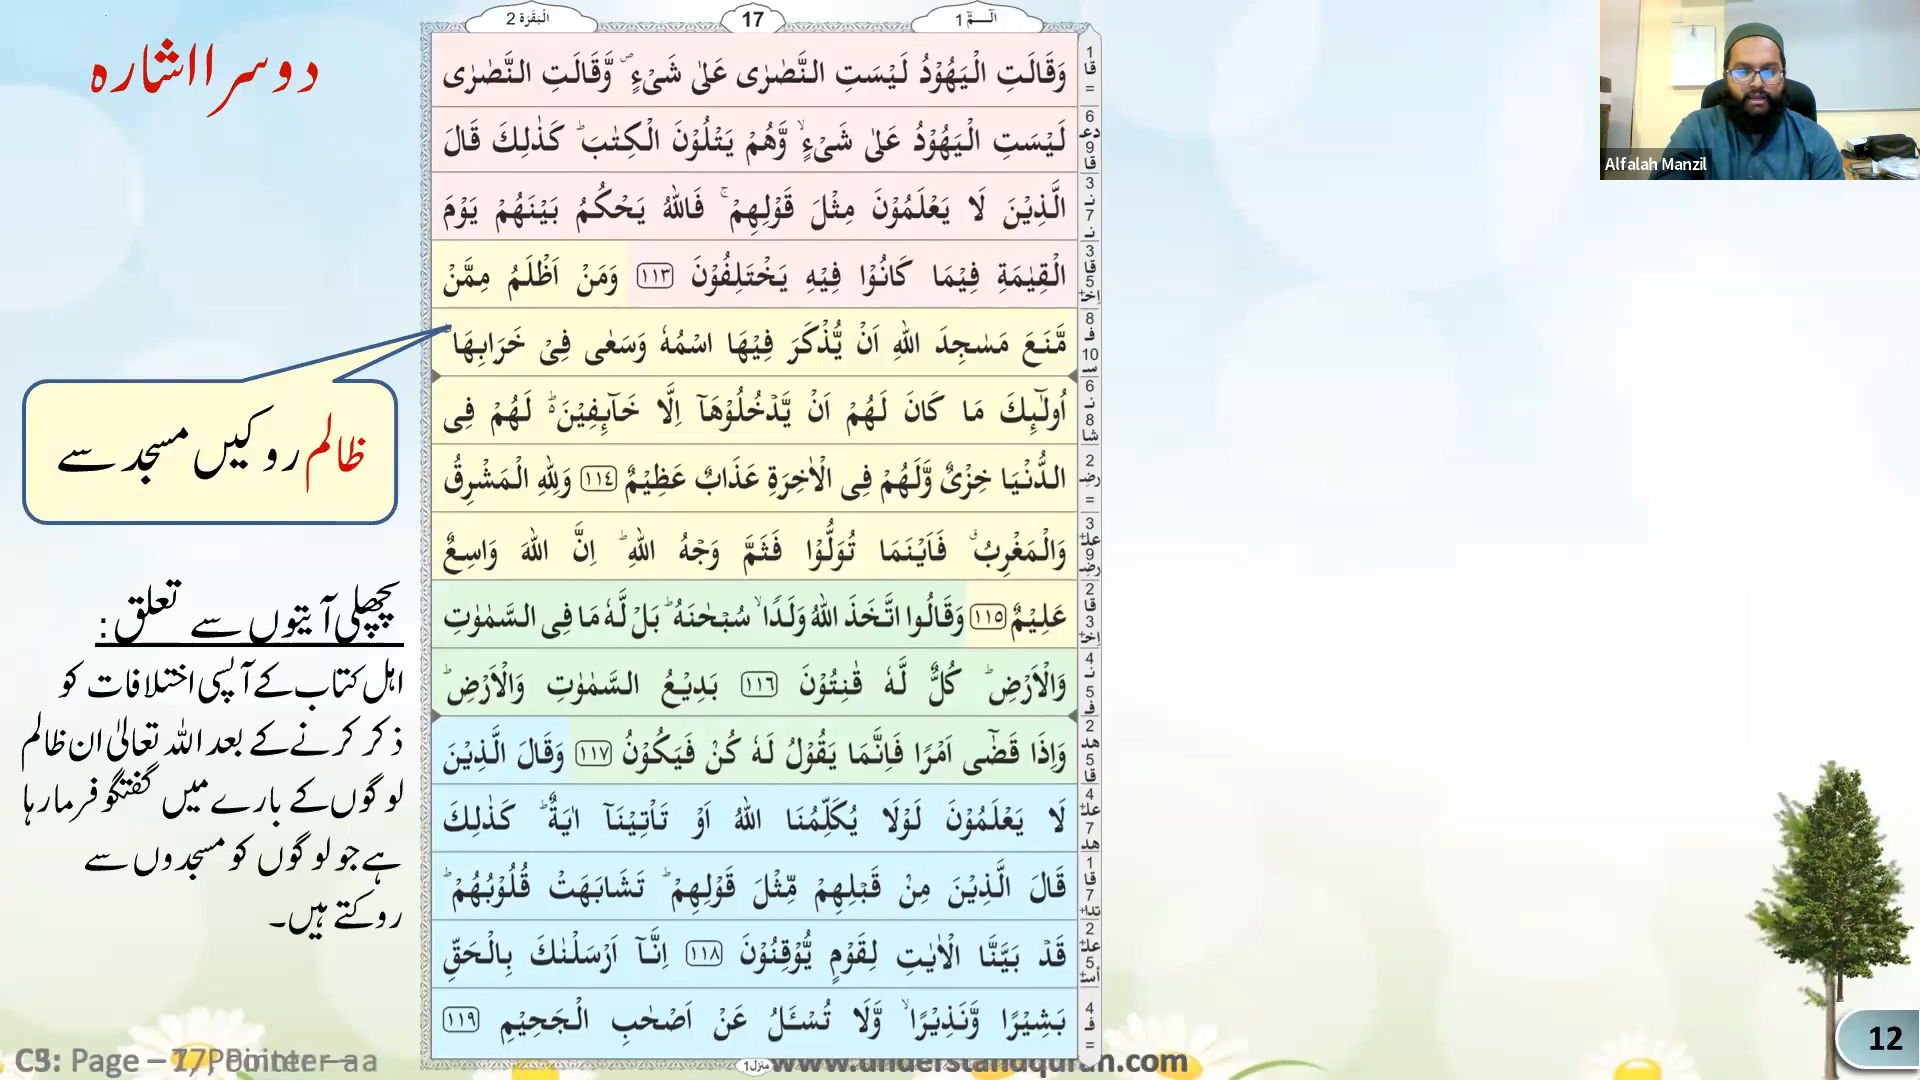 دوسرا اشاره
ظالم روکیں مسجد سے
پچھلی آیتوں سے تعلق:
اہل کتاب کے آپسی اختلافات کو
ذکر کرنے کے بعد اللہ تعالیٰ ان ظالم
لوگوں کے بارے میں گفتگو فرما رہا
ہے جو لوگوں کو مسجدوں سے
روکتے ہیں۔
الٓـمّٓ 1
17
اَلْبَقَرَة 2
وَقَالَتِ الْيَهُوْدُ لَيْسَتِ النَّصٰرٰى عَلٰى شَىْءٍ ۪ وَّقَالَتِ النَّصٰرٰى
لَيْسَتِ الْيَهُوْدُ عَلٰى شَىْءٍ ۙ وَّهُمْ يَتْلُوْنَ الْكِتٰبَ ؕ كَذٰلِكَ قَالَ
الَّذِيْنَ لَا يَعْلَمُوْنَ مِثْلَ قَوْلِهِمْ ۚ فَاللّٰهُ يَحْكُمُ بَيْنَهُمْ يَوْمَ
الْقِيٰمَةِ فِيْمَا كَانُوْا فِيْهِ يَخْتَلِفُوْنَ ١١٣ وَمَنْ اَظْلَمُ مِمَّنْ
مَّنَعَ مَسٰجِدَ اللّٰهِ اَنْ يُّذْكَرَ فِيْهَا اسْمُهٗ وَسَعٰى فِىْ خَرَابِهَا ؕ
اُولٰٓئِكَ مَا كَانَ لَهُمْ اَنْ يَّدْخُلُوْهَاۤ اِلَّا خَآئِفِيْنَ ؕ۬ لَهُمْ فِى
الدُّنْيَا خِزْىٌ وَّلَهُمْ فِى الْاٰخِرَةِ عَذَابٌ عَظِيْمٌ ١١٤ وَلِلّٰهِ الْمَشْرِقُ
وَالْمَغْرِبُ ۗ فَاَيْنَمَا تُوَلُّوْا فَثَمَّ وَجْهُ اللّٰهِ ؕ اِنَّ اللّٰهَ وَاسِعٌ
عَلِيْمٌ ١١٥ وَقَالُوا اتَّخَذَ اللّٰهُ وَلَدًا ۙ سُبْحٰنَهٗ ؕ بَلْ لَّهٗ مَا فِى السَّمٰوٰتِ
وَالْاَرْضِ ؕ كُلٌّ لَّهٗ قٰنِتُوْنَ ١١٦ بَدِيْعُ السَّمٰوٰتِ وَالْاَرْضِ ؕ
وَاِذَا قَضٰٓى اَمْرًا فَاِنَّمَا يَقُوْلُ لَهٗ كُنْ فَيَكُوْنُ ١١٧ وَقَالَ الَّذِيْنَ
لَا يَعْلَمُوْنَ لَوْلَا يُكَلِّمُنَا اللّٰهُ اَوْ تَاْتِيْنَاۤ اٰيَةٌ ؕ كَذٰلِكَ
قَالَ الَّذِيْنَ مِنْ قَبْلِهِمْ مِّثْلَ قَوْلِهِمْ ؕ تَشَابَهَتْ قُلُوْبُهُمْ ؕ
قَدْ بَيَّنَّا الْاٰيٰتِ لِقَوْمٍ يُّوْقِنُوْنَ ١١٨ اِنَّاۤ اَرْسَلْنٰكَ بِالْحَقِّ
بَشِيْرًا وَّنَذِيْرًا ۙ وَّلَا تُسْـَٔلُ عَنْ اَصْحٰبِ الْجَحِيْمِ ١١٩
منزل ١
Alfalah Manzil
www.understandquran.com
12